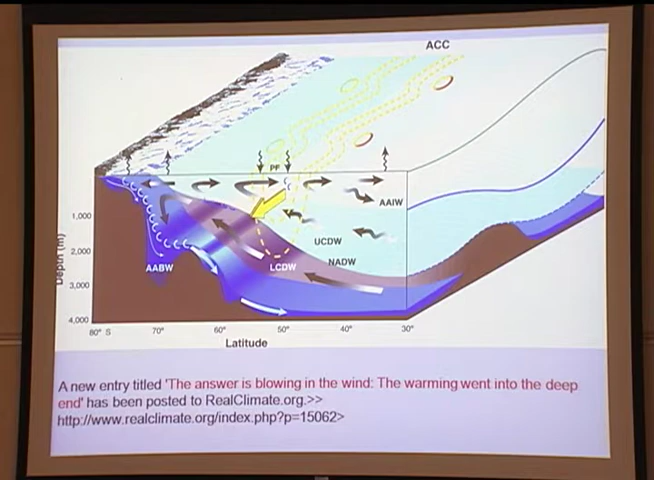 ACC
PF
AAIW
1,000
UCDW
2,000
NADW
AABW
LCDW
Depth (m)
3,000
4,000
80° S 70° 60° 50° 40° 30°
Latitude
A new entry titled 'The answer is blowing in the wind: The warming went into the deep
end' has been posted to RealClimate.org.>>
http://www.realclimate.org/index.php?p=15062>